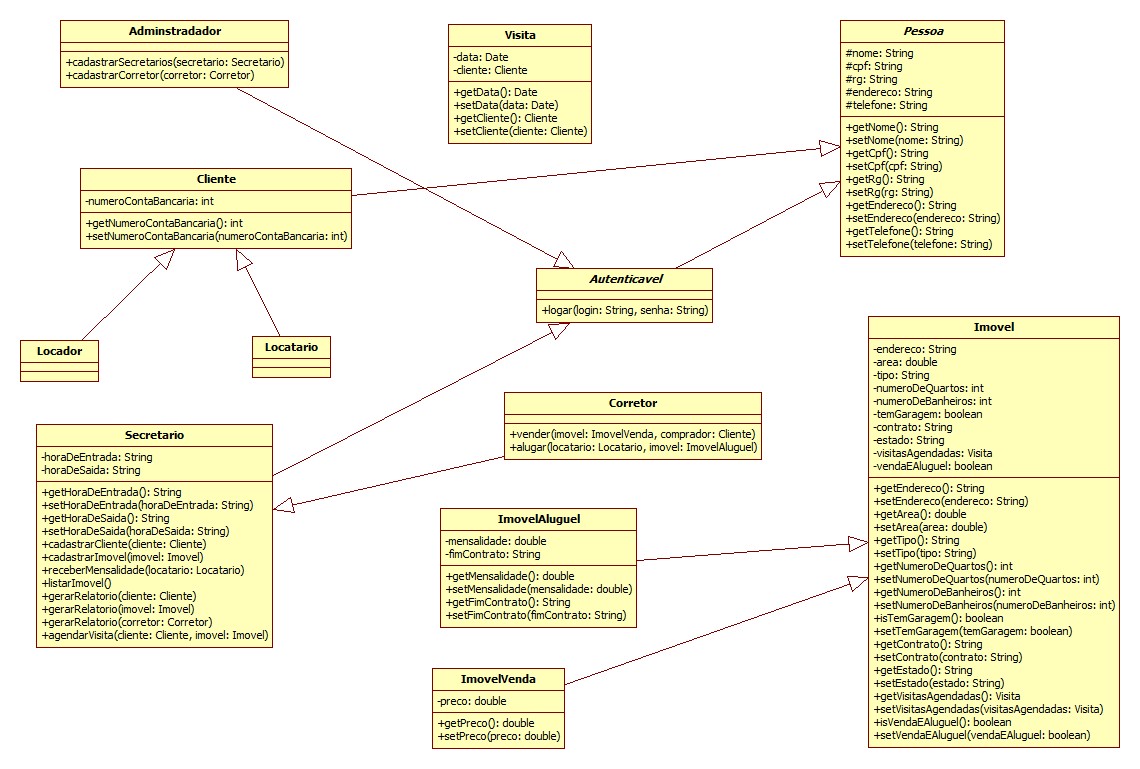 Adminstradador
+cadastrarSecretarios(secretario: Secretario)
+cadastrarCorretor(corretor: Corretor)
Visita
-data: Date
-cliente: Cliente
+getData(): Date
+setData(data: Date)
+getCliente(): Cliente
+setCliente(cliente: Cliente)
Pessoa
#nome: String
#cpf: String
#rg: String
#endereco: String
#telefone: String
+getNome(): String
+setNome(nome: String)
+getCpf(): String
+setCpf(cpf: String)
+getRg(): String
+setRg(rg: String)
+getEndereco(): String
+setEndereco(endereco: String)
+getTelefone(): String
+setTelefone(telefone: String)
Cliente
-numeroContaBancaria: int
+getNumeroContaBancaria(): int
+setNumeroContaBancaria(numeroContaBancaria: int)
Autenticavel
+logar(login: String, senha: String)
Locador
Locatario
Imovel
-endereco: String
-area: double
-tipo: String
-numeroDeQuartos: int
-numeroDeBanheiros: int
-temGaragem: boolean
-contrato: String
-estado: String
-visitasAgendadas: Visita
-vendaEAluguel: boolean
+getEndereco(): String
+setEndereco(endereco: String)
+getArea(): double
+setArea(area: double)
+getTipo(): String
+setTipo(tipo: String)
+getNumeroDeQuartos(): int
+setNumeroDeQuartos(numeroDeQuartos: int)
+getNumeroDeBanheiros(): int
+setNumeroDeBanheiros(numeroDeBanheiros: int)
+isTemGaragem(): boolean
+setTemGaragem(temGaragem: boolean)
+getContrato(): String
+setContrato(contrato: String)
+getEstado(): String
+setEstado(estado: String)
+getVisitasAgendadas(): Visita
+setVisitasAgendadas(visitasAgendadas: Visita)
+isVendaEAluguel(): boolean
+setVendaEAluguel(vendaEAluguel: boolean)
Corretor
+vender(imovel: ImovelVenda, comprador: Cliente)
+alugar(locatario: Locatario, imovel: ImovelAluguel)
Secretario
-horaDeEntrada: String
-horaDeSaida: String
+getHoraDeEntrada(): String
+setHoraDeEntrada(horaDeEntrada: String)
+getHoraDeSaida(): String
+setHoraDeSaida(horaDeSaida: String)
+cadastrarCliente(cliente: Cliente)
+cadastrarImovel(imovel: Imovel)
+receberMensalidade(locatario: Locatario)
+listarImovel()
+gerarRelatorio(cliente: Cliente)
+gerarRelatorio(imovel: Imovel)
+gerarRelatorio(corretor: Corretor)
+agendarVisita(cliente: Cliente, imovel: Imovel)
ImovelAluguel
-mensalidade: double
-fimContrato: String
+getMensalidade(): double
+setMensalidade(mensalidade: double)
+getFimContrato(): String
+setFimContrato(fimContrato: String)
ImovelVenda
-preco: double
+getPreco(): double
+setPreco(preco: double)